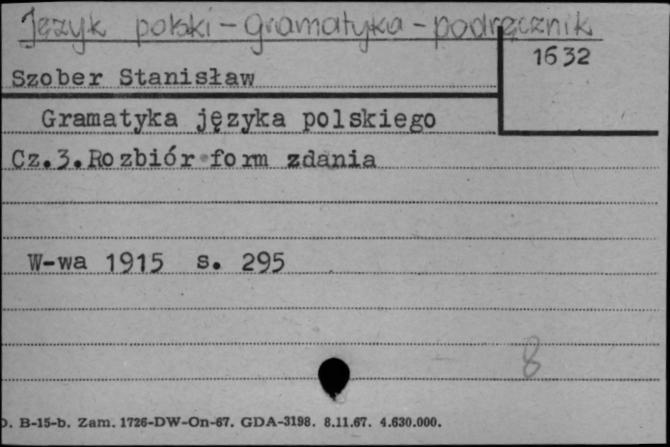 Język polski - Gramatyka - podręcznik
1632
Szober Stanisław
Gramatyka języka polskiego
Cz.3.Rozbiór form zdania
W-wa 1915 s. 295
8
B-15-b. Zam. 1726-DW-On-67. GDA-3198. 8.11.67. 4.630.000.